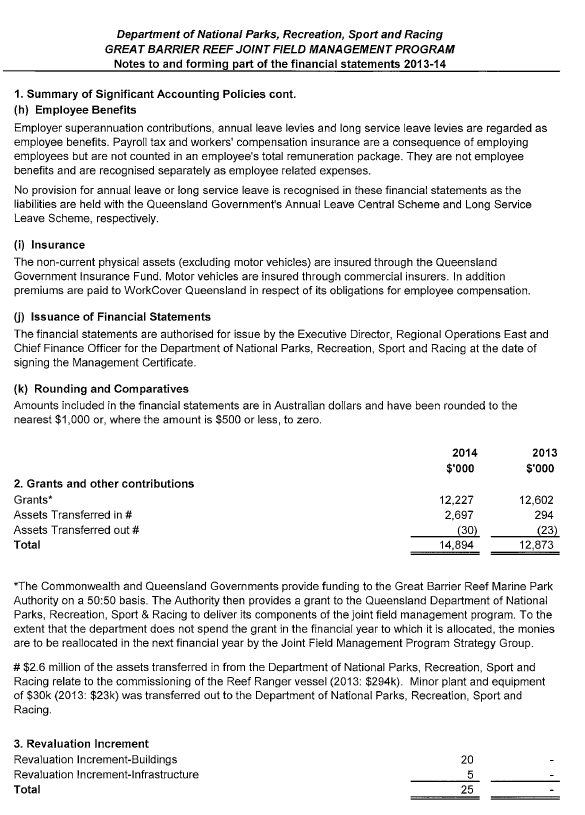 Department of National Parks, Recreation, Sport and Racing
GREAT BARRIER REEF JOINT FIELD MANAGEMENT PROGRAM
Notes to and forming part of the financial statements 2013-14
1. Summary of Significant Accounting Policies cont.
(h) Employee Benefits
Employer superannuation contributions, annual leave levies and long service leave levies are regarded as
employee benefits. Payroll tax and workers' compensation insurance are a consequence of employing
employees but are not counted in an employee's total remuneration package. They are not employee
benefits and are recognised separately as employee related expenses.
No provision for annual leave or long service leave is recognised in these financial statements as the
liabilities are held with the Queensland Government's Annual Leave Central Scheme and Long Service
Leave Scheme, respectively.
(i) Insurance
The non-current physical assets (excluding motor vehicles) are insured through the Queensland
Government Insurance Fund. Motor vehicles are insured through commercial insurers. In addition
premiums are paid to WorkCover Queensland in respect of its obligations for employee compensation.
(j) Issuance of Financial Statements
The financial statements are authorised for issue by the Executive Director, Regional Operations East and
Chief Finance Officer for the Department of National Parks, Recreation, Sport and Racing at the date of
signing the Management Certificate.
(k) Rounding and Comparatives
Amounts included in the financial statements are in Australian dollars and have been rounded to the
nearest $1,000 or, where the amount is $500 or less, to zero.
2014 2013
$'000 $'000
2. Grants and other contributions
Grants* 12,227 12,602
Assets Transferred in # 2,697 294
Assets Transferred out # (30) (23)
Total 14,894 12,873
*The Commonwealth and Queensland Governments provide funding to the Great Barrier Reef Marine Park
Authority on a 50:50 basis. The Authority then provides a grant to the Queensland Department of National
Parks, Recreation, Sport & Racing to deliver its components of the joint field management program. To the
extent that the department does not spend the grant in the financial year to which it is allocated, the monies
are to be reallocated in the next financial year by the Joint Field Management Program Strategy Group.
# $2.6 million of the assets transferred in from the Department of National Parks, Recreation, Sport and
Racing relate to the commissioning of the Reef Ranger vessel (2013: $294k). Minor plant and equipment
of $30k (2013: $23k) was transferred out to the Department of National Parks, Recreation, Sport and
Racing.
3. Revaluation Increment
Revaluation Increment-Buildings 20 -
Revaluation Increment-Infrastructure 5 -
Total 25 -